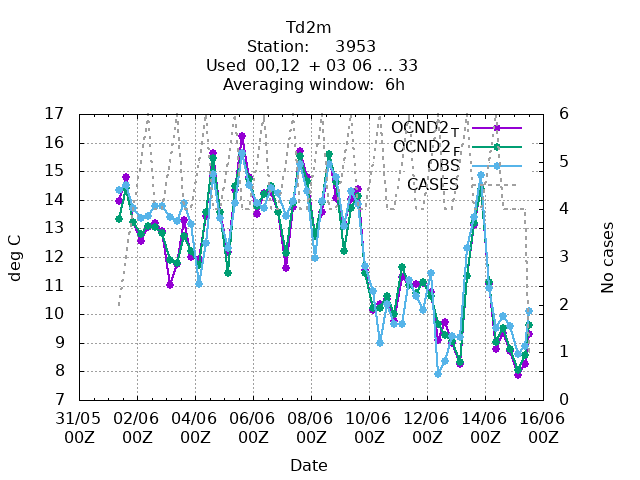 Td2m
Station: 3953
Used 00,12 + 03 06 ... 33
Averaging window: 6h
17
16
15
14
13
12
11
10
9
8
7
deg C
6
5
4
3
2
1
0
No cases
OCND2_T
OCND2_F
OBS
CASES
31/05 02/06 04/06 06/06 08/06 10/06 12/06 14/06 16/06
00Z 00Z 00Z 00Z 00Z 00Z 00Z 00Z 00Z
Date